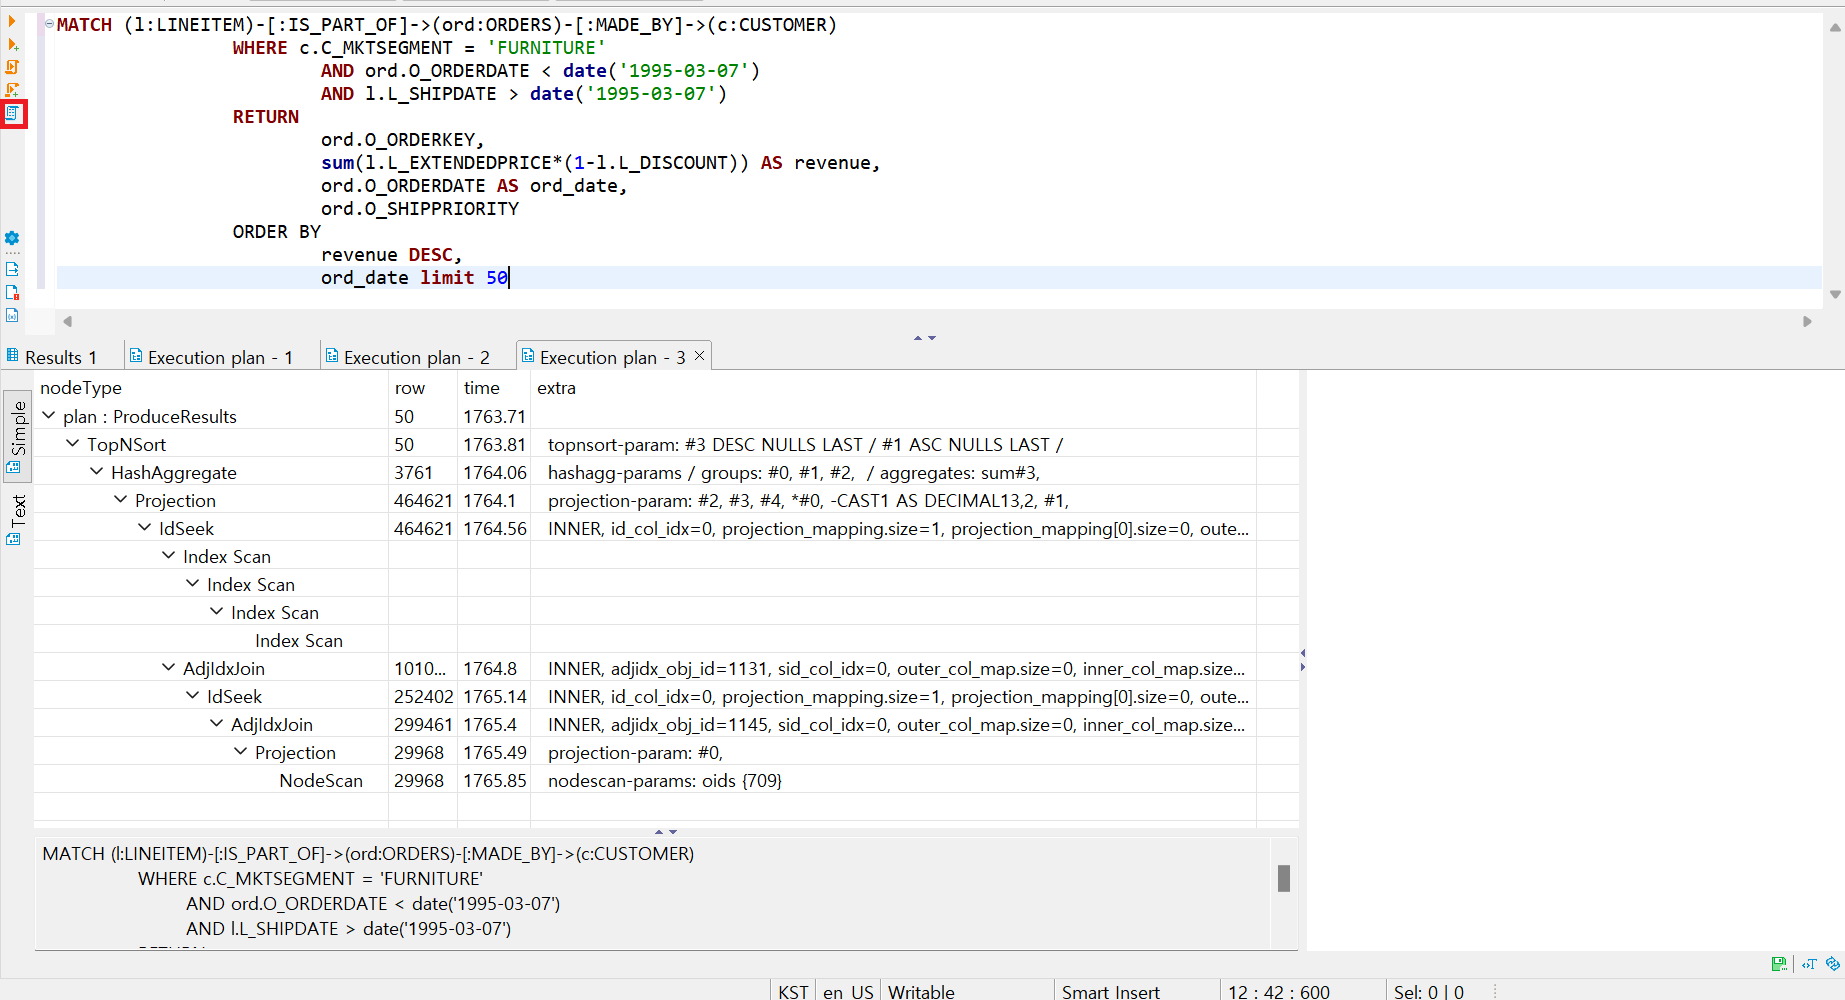 MATCH (l:LINEITEM)-[:IS_PART_OF]->(ord:ORDERS)-[:MADE_BY]->(c:CUSTOMER)
WHERE c.C_MKTSEGMENT = 'FURNITURE'
AND ord.O_ORDERDATE < date('1995-03-07')
AND l.L_SHIPDATE > date('1995-03-07')
RETURN
ord.O_ORDERKEY,
sum(l.L_EXTENDEDPRICE*(1-l.L_DISCOUNT)) AS revenue,
ord.O_ORDERDATE AS ord_date,
ord.O_SHIPPRIORITY
ORDER BY
revenue DESC,
ord_date limit 50
Results 1 Execution plan - 1 Execution plan - 2 Execution plan - 3
Simple
Text
nodeType row time extra
plan : ProduceResults 50 1763.71
TopNSort 50 1763.81 topnsort-param: #3 DESC NULLS LAST / #1 ASC NULLS LAST /
HashAggregate 3761 1764.06 hashagg-params / groups: #0, #1, #2,  / aggregates: sum#3,
Projection 464621 1764.1 projection-param: #2, #3, #4, *#0, -CAST1 AS DECIMAL13,2, #1,
IdSeek 464621 1764.56 INNER, id_col_idx=0, projection_mapping.size=1, projection_mapping[0].size=0, oute...
Index Scan
Index Scan
Index Scan
Index Scan
AdjIdxJoin 1010... 1764.8 INNER, adjidx_obj_id=1131, sid_col_idx=0, outer_col_map.size=0, inner_col_map.size...
IdSeek 252402 1765.14 INNER, id_col_idx=0, projection_mapping.size=1, projection_mapping[0].size=0, oute...
AdjIdxJoin 299461 1765.4 INNER, adjidx_obj_id=1145, sid_col_idx=0, outer_col_map.size=0, inner_col_map.size...
Projection 29968 1765.49 projection-param: #0,
NodeScan 29968 1765.85 nodescan-params: oids {709}
MATCH (l:LINEITEM)-[:IS_PART_OF]->(ord:ORDERS)-[:MADE_BY]->(c:CUSTOMER)
WHERE c.C_MKTSEGMENT = 'FURNITURE'
AND ord.O_ORDERDATE < date('1995-03-07')
AND l.L_SHIPDATE > date('1995-03-07')
KST en US Writable Smart Insert 12 : 42 : 600 Sel: 0 | 0